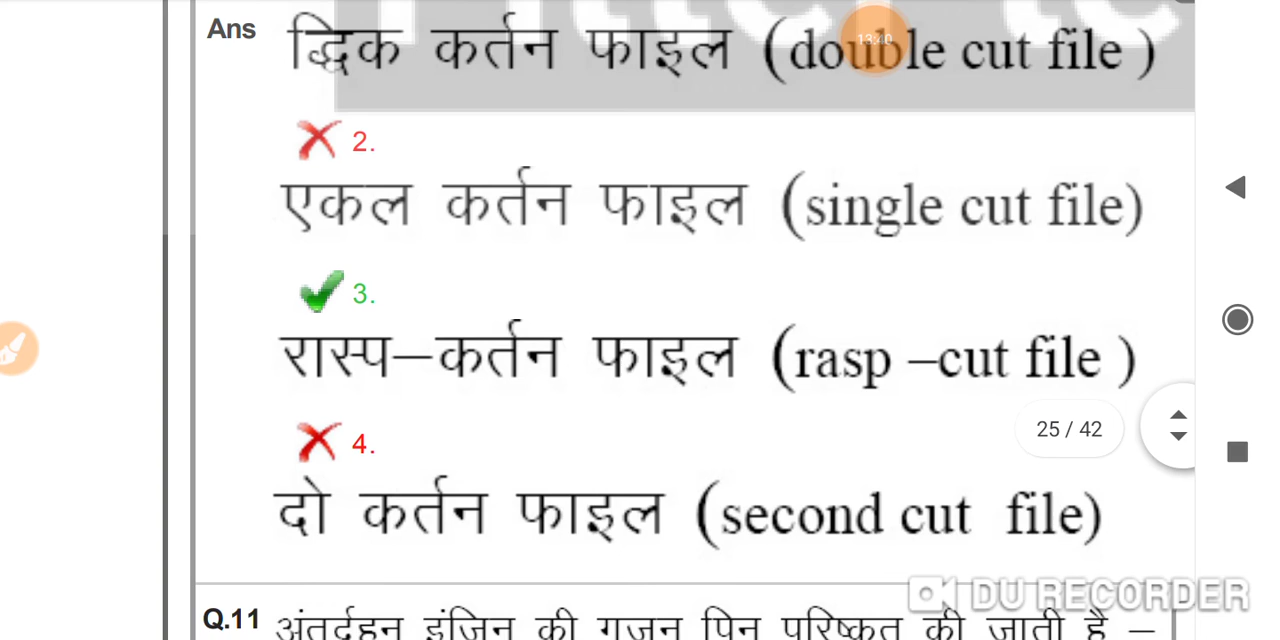 Ans द्धिक कर्तन फाइल (double cut file )
13:40
2.
एकल कर्तन फाइल (single cut file)
3.
रास्प–कर्तन फाइल (rasp –cut file )
25 / 42
4.
दो कर्तन फाइल (second cut file)
DU RECORDER
Q.11 अंतर्दहन इंजिन की गजन पिन परिष्कृत की जाती है –